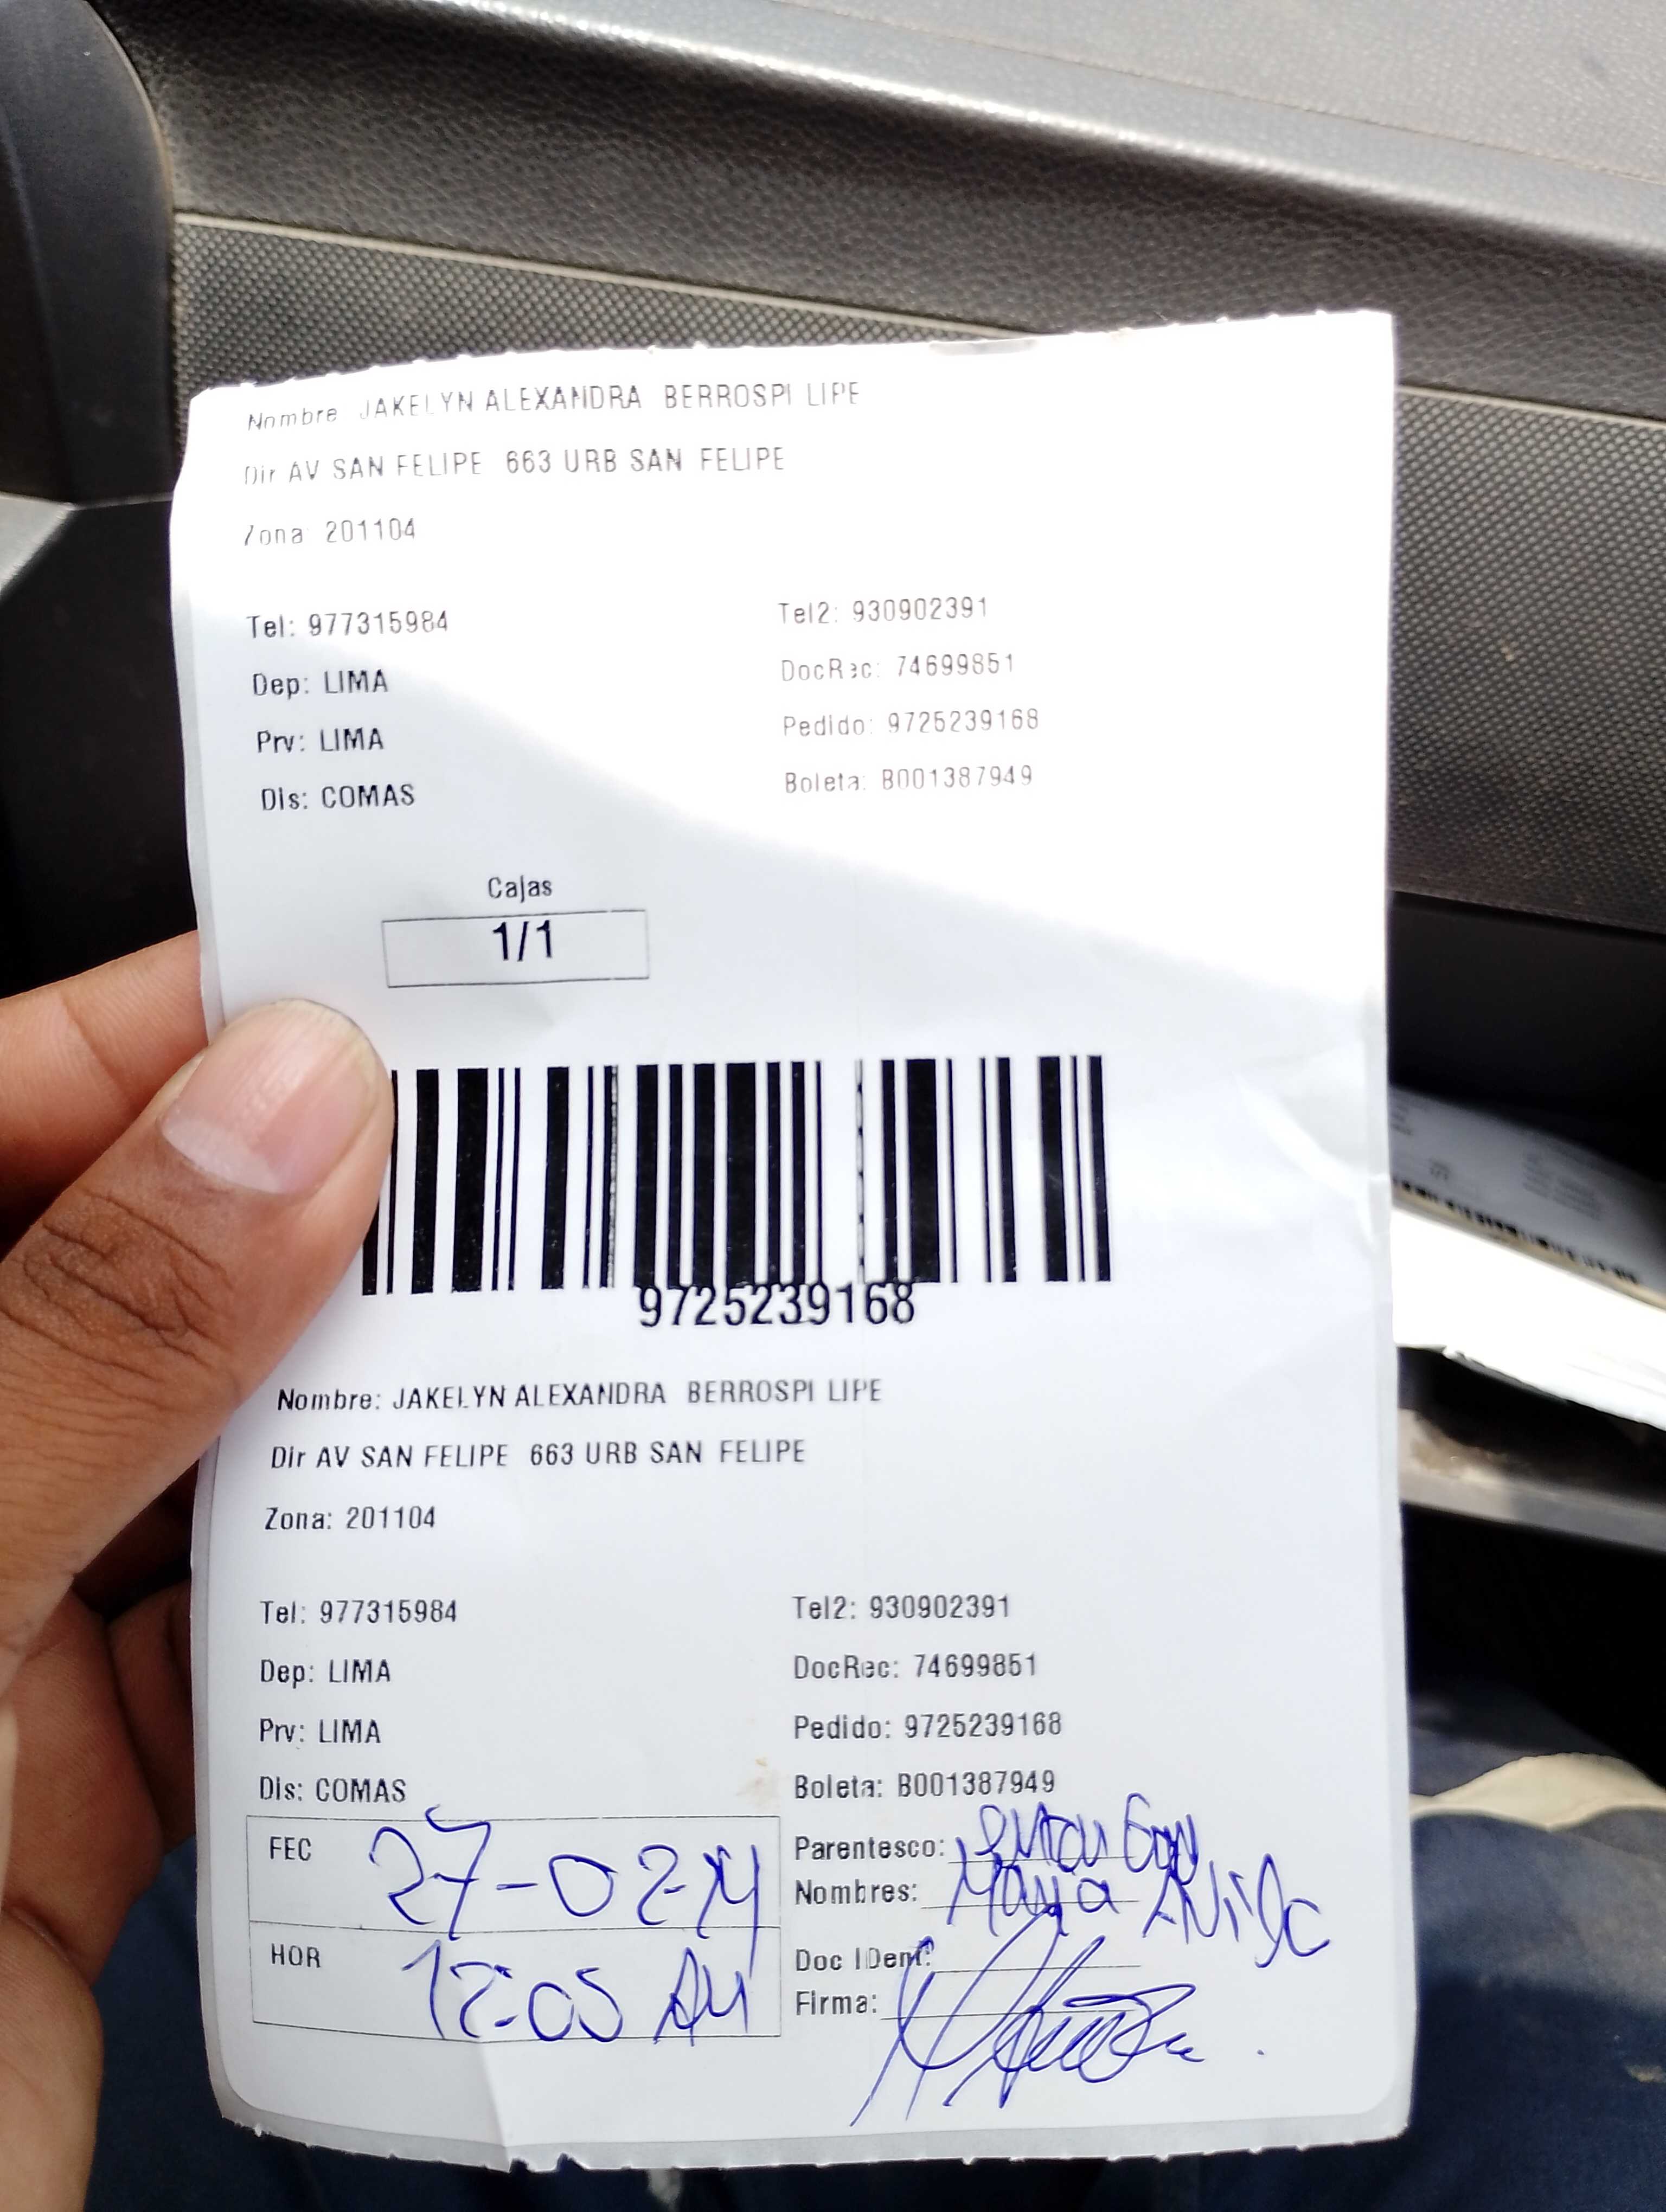 Nombre JAKELYN ALEXANDRA BERROSPI LIPE
Dir AV SAN FELIPE 663 URB SAN FELIPE
Zona: 201104
Tel: 977315984 Tel2: 930902391
Dep: LIMA DocRec: 74699851
Prv: LIMA Pedido: 9725239168
Dis: COMAS Boleta: B001387949
Cajas
1/1
9725239168
Nombre: JAKELYN ALEXANDRA BERROSPI LIPE
Dir AV SAN FELIPE 663 URB SAN FELIPE
Zona: 201104
Tel: 977315984 Tel2: 930902391
Dep: LIMA DocRec: 74699851
Prv: LIMA Pedido: 9725239168
Dis: COMAS Boleta: B001387949
FEC 27-02-24 Parentesco:
Nombres: Maria
HOR 12:05 AM Doc IDent:
Firma: